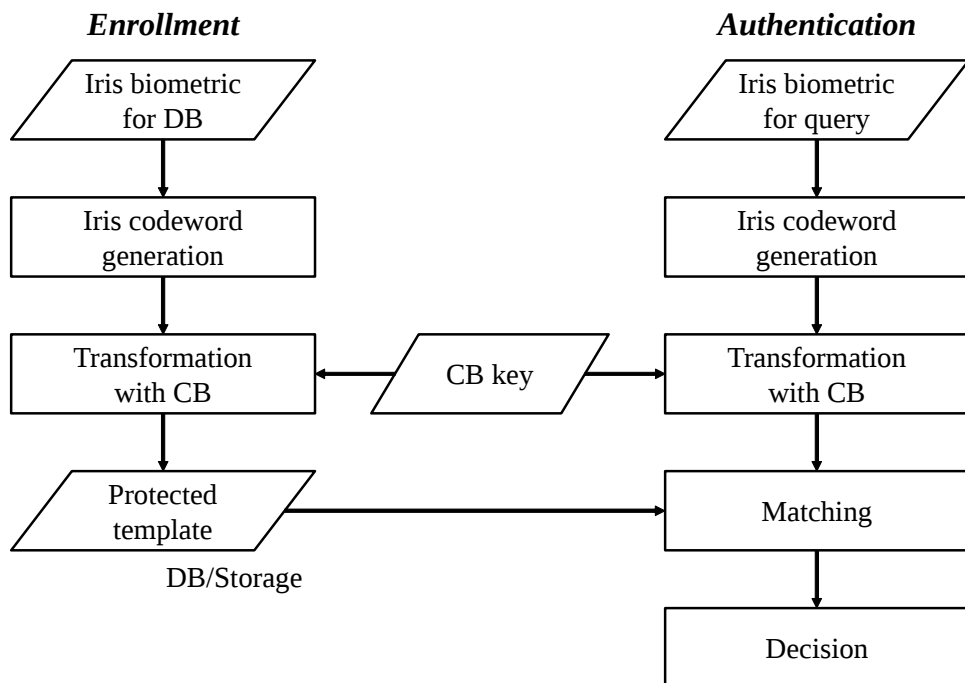 Enrollment
Iris biometric
for DB
Iris codeword
generation
Transformation
with CB
Protected
template
DB/Storage
CB key
Authentication
Iris biometric
for query
Iris codeword
generation
Transformation
with CB
Matching
Decision